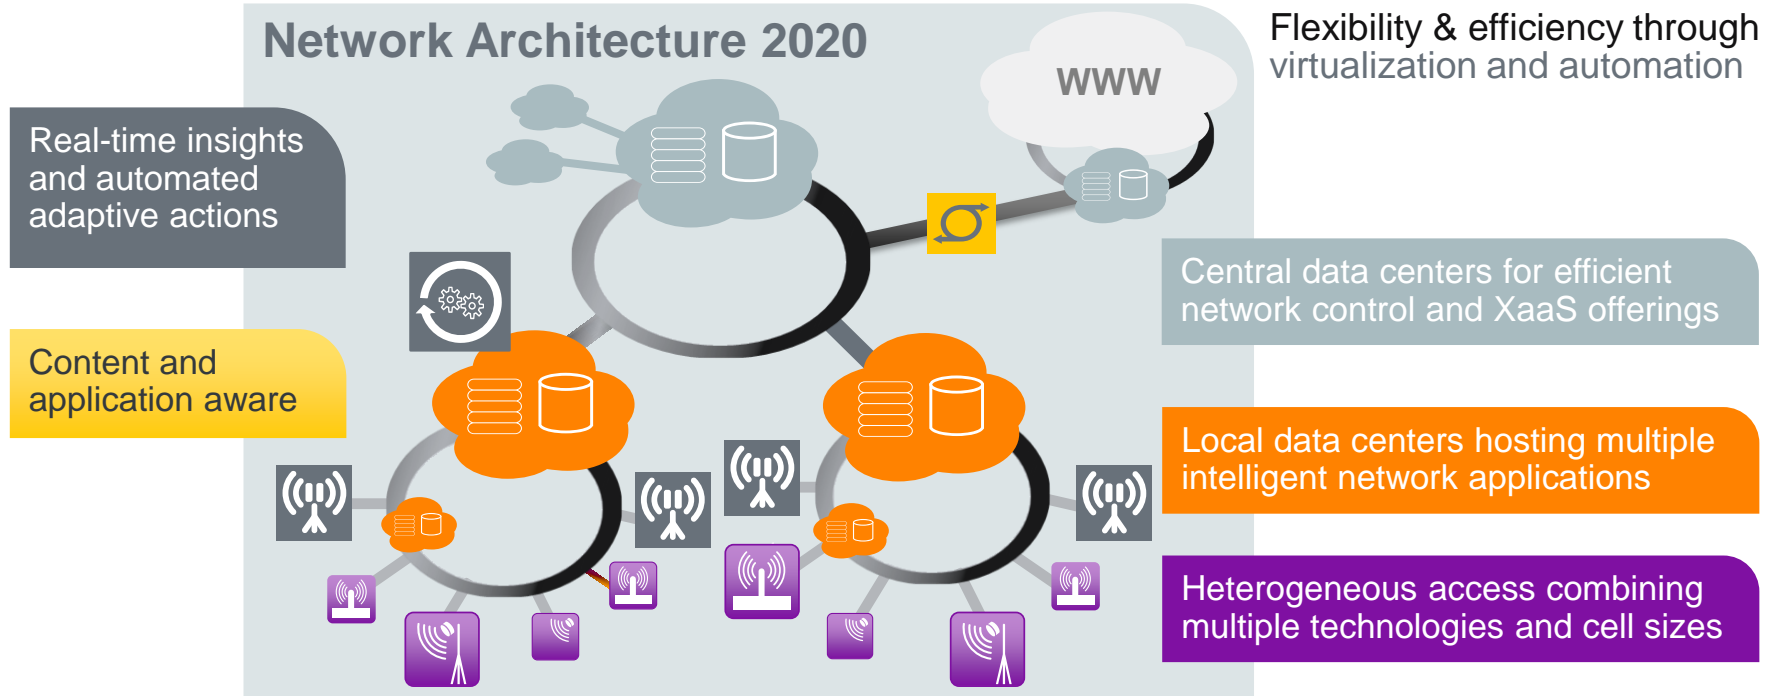 Network Architecture 2020
Flexibility & efficiency through
virtualization and automation
WWW
Real-time insights
and automated
adaptive actions
Content and
application aware
Central data centers for efficient
network control and XaaS offerings
Local data centers hosting multiple
intelligent network applications
Heterogeneous access combining
multiple technologies and cell sizes